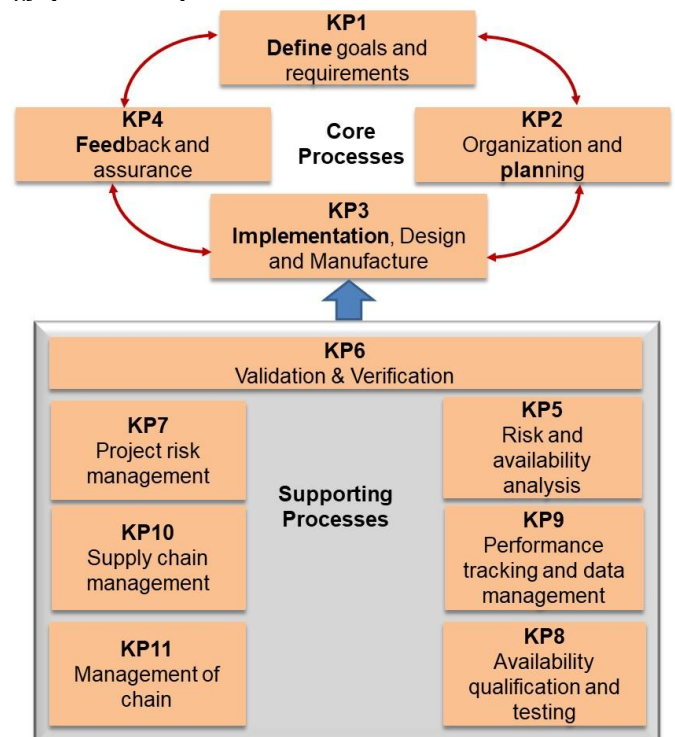 KP1
Define goals and
requirements
KP4
Feedback and
assurance
Core
Processes
KP2
Organization and
planning
KP3
Implementation, Design
and Manufacture
KP6
Validation & Verification
KP7
Project risk
management
KP5
Risk and
availability
analysis
Supporting
Processes
KP10
Supply chain
management
KP9
Performance
tracking and data
management
KP11
Management of
chain
KP8
Availability
qualification and
testing